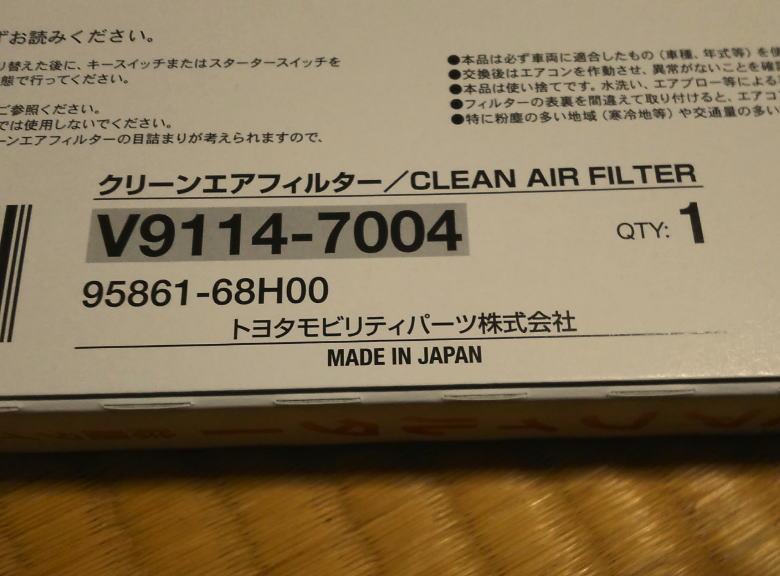 ずお読みください。
り替えた後に、キースイッチまたはスタータースイッチを
態で行ってください。
ご参照ください。
では使用しないでください。
ーンエアフィルターの目詰まりが考えられますので、
●本品は必ず車両に適合したもの（車種、年式等）を使
●交換後はエアコンを作動させ、異常がないことを確認
●本品は使い捨てです。水洗い、エアブロー等による
●フィルターの表裏を間違えて取り付けると、エアコ
●特に粉塵の多い地域（寒冷地等）や交通量の多い
クリーンエアフィルター／CLEAN AIR FILTER
V9114-7004
QTY: 1
95861-68H00
トヨタモビリティパーツ株式会社
MADE IN JAPAN